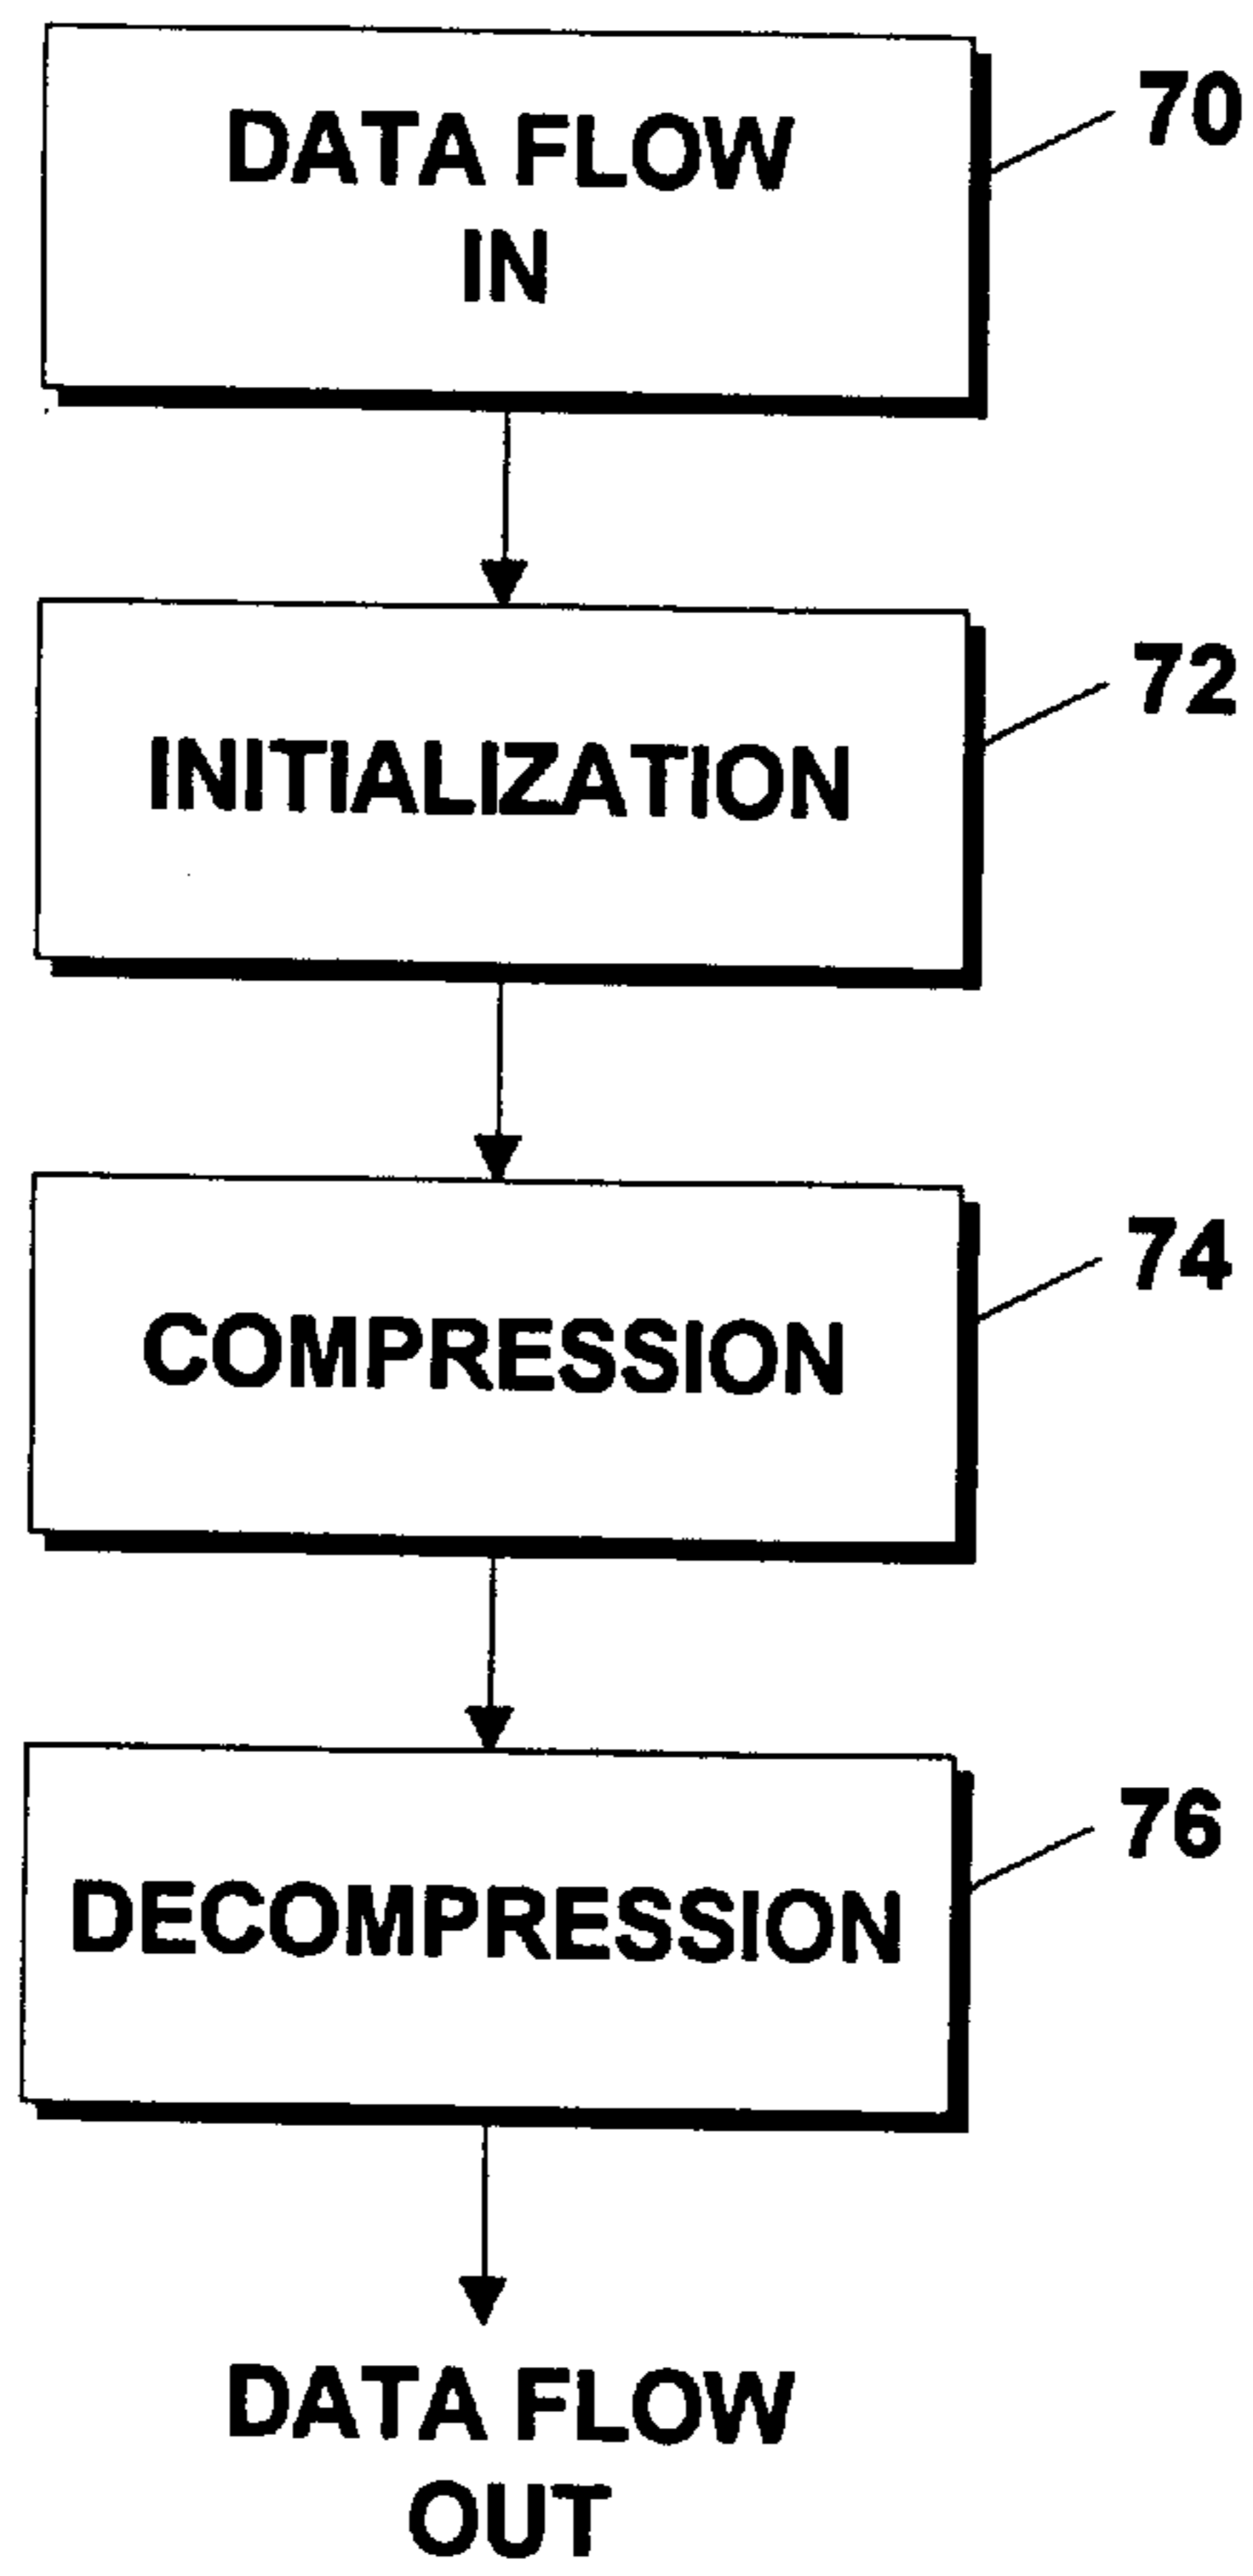 DATA FLOW
IN
70
INITIALIZATION
72
COMPRESSION
74
DECOMPRESSION
76
DATA FLOW
OUT